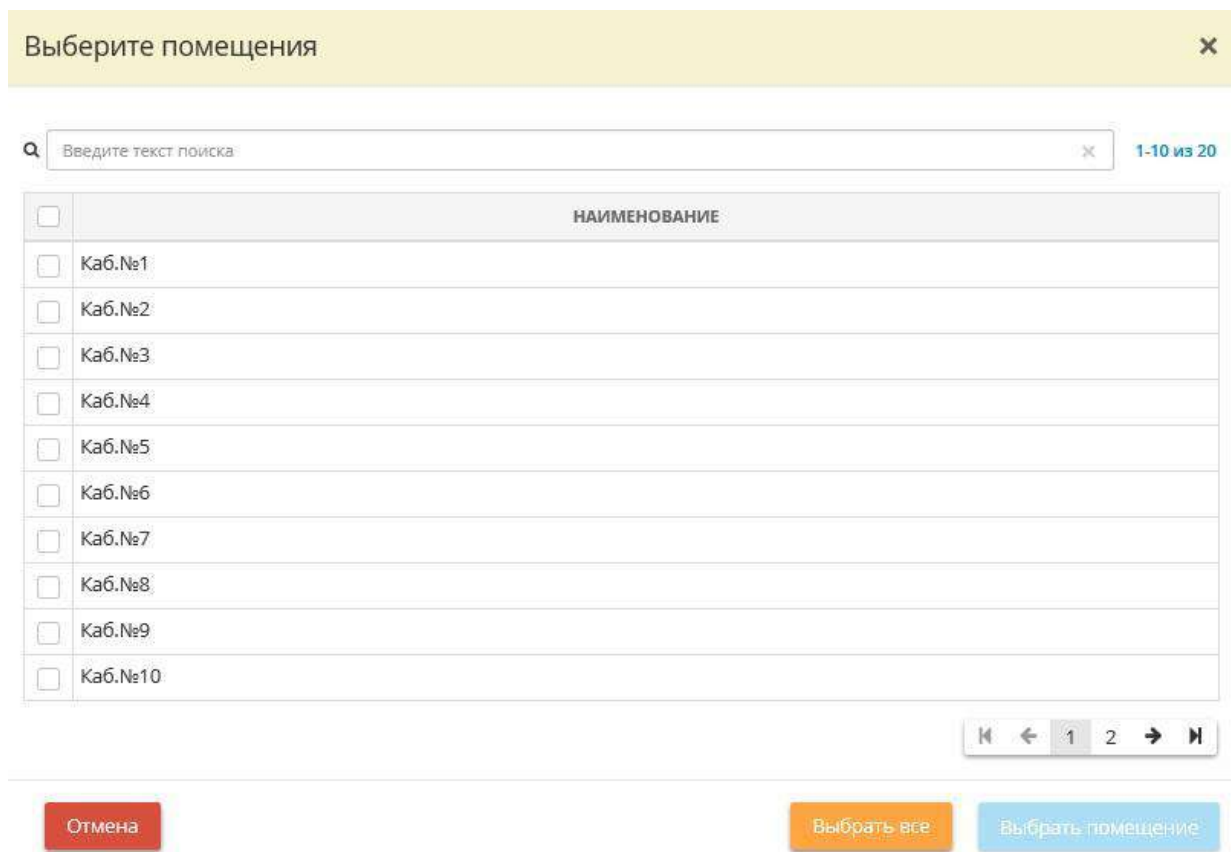 Выберите помещения
Введите текст поиска
1-10 из 20
НАИМЕНОВАНИЕ
Каб.№1
Каб.№2
Каб.№3
Каб.№4
Каб.№5
Каб.№6
Каб.№7
Каб.№8
Каб.№9
Каб.№10
1 2
Отмена Выбрать все Выбрать помещение